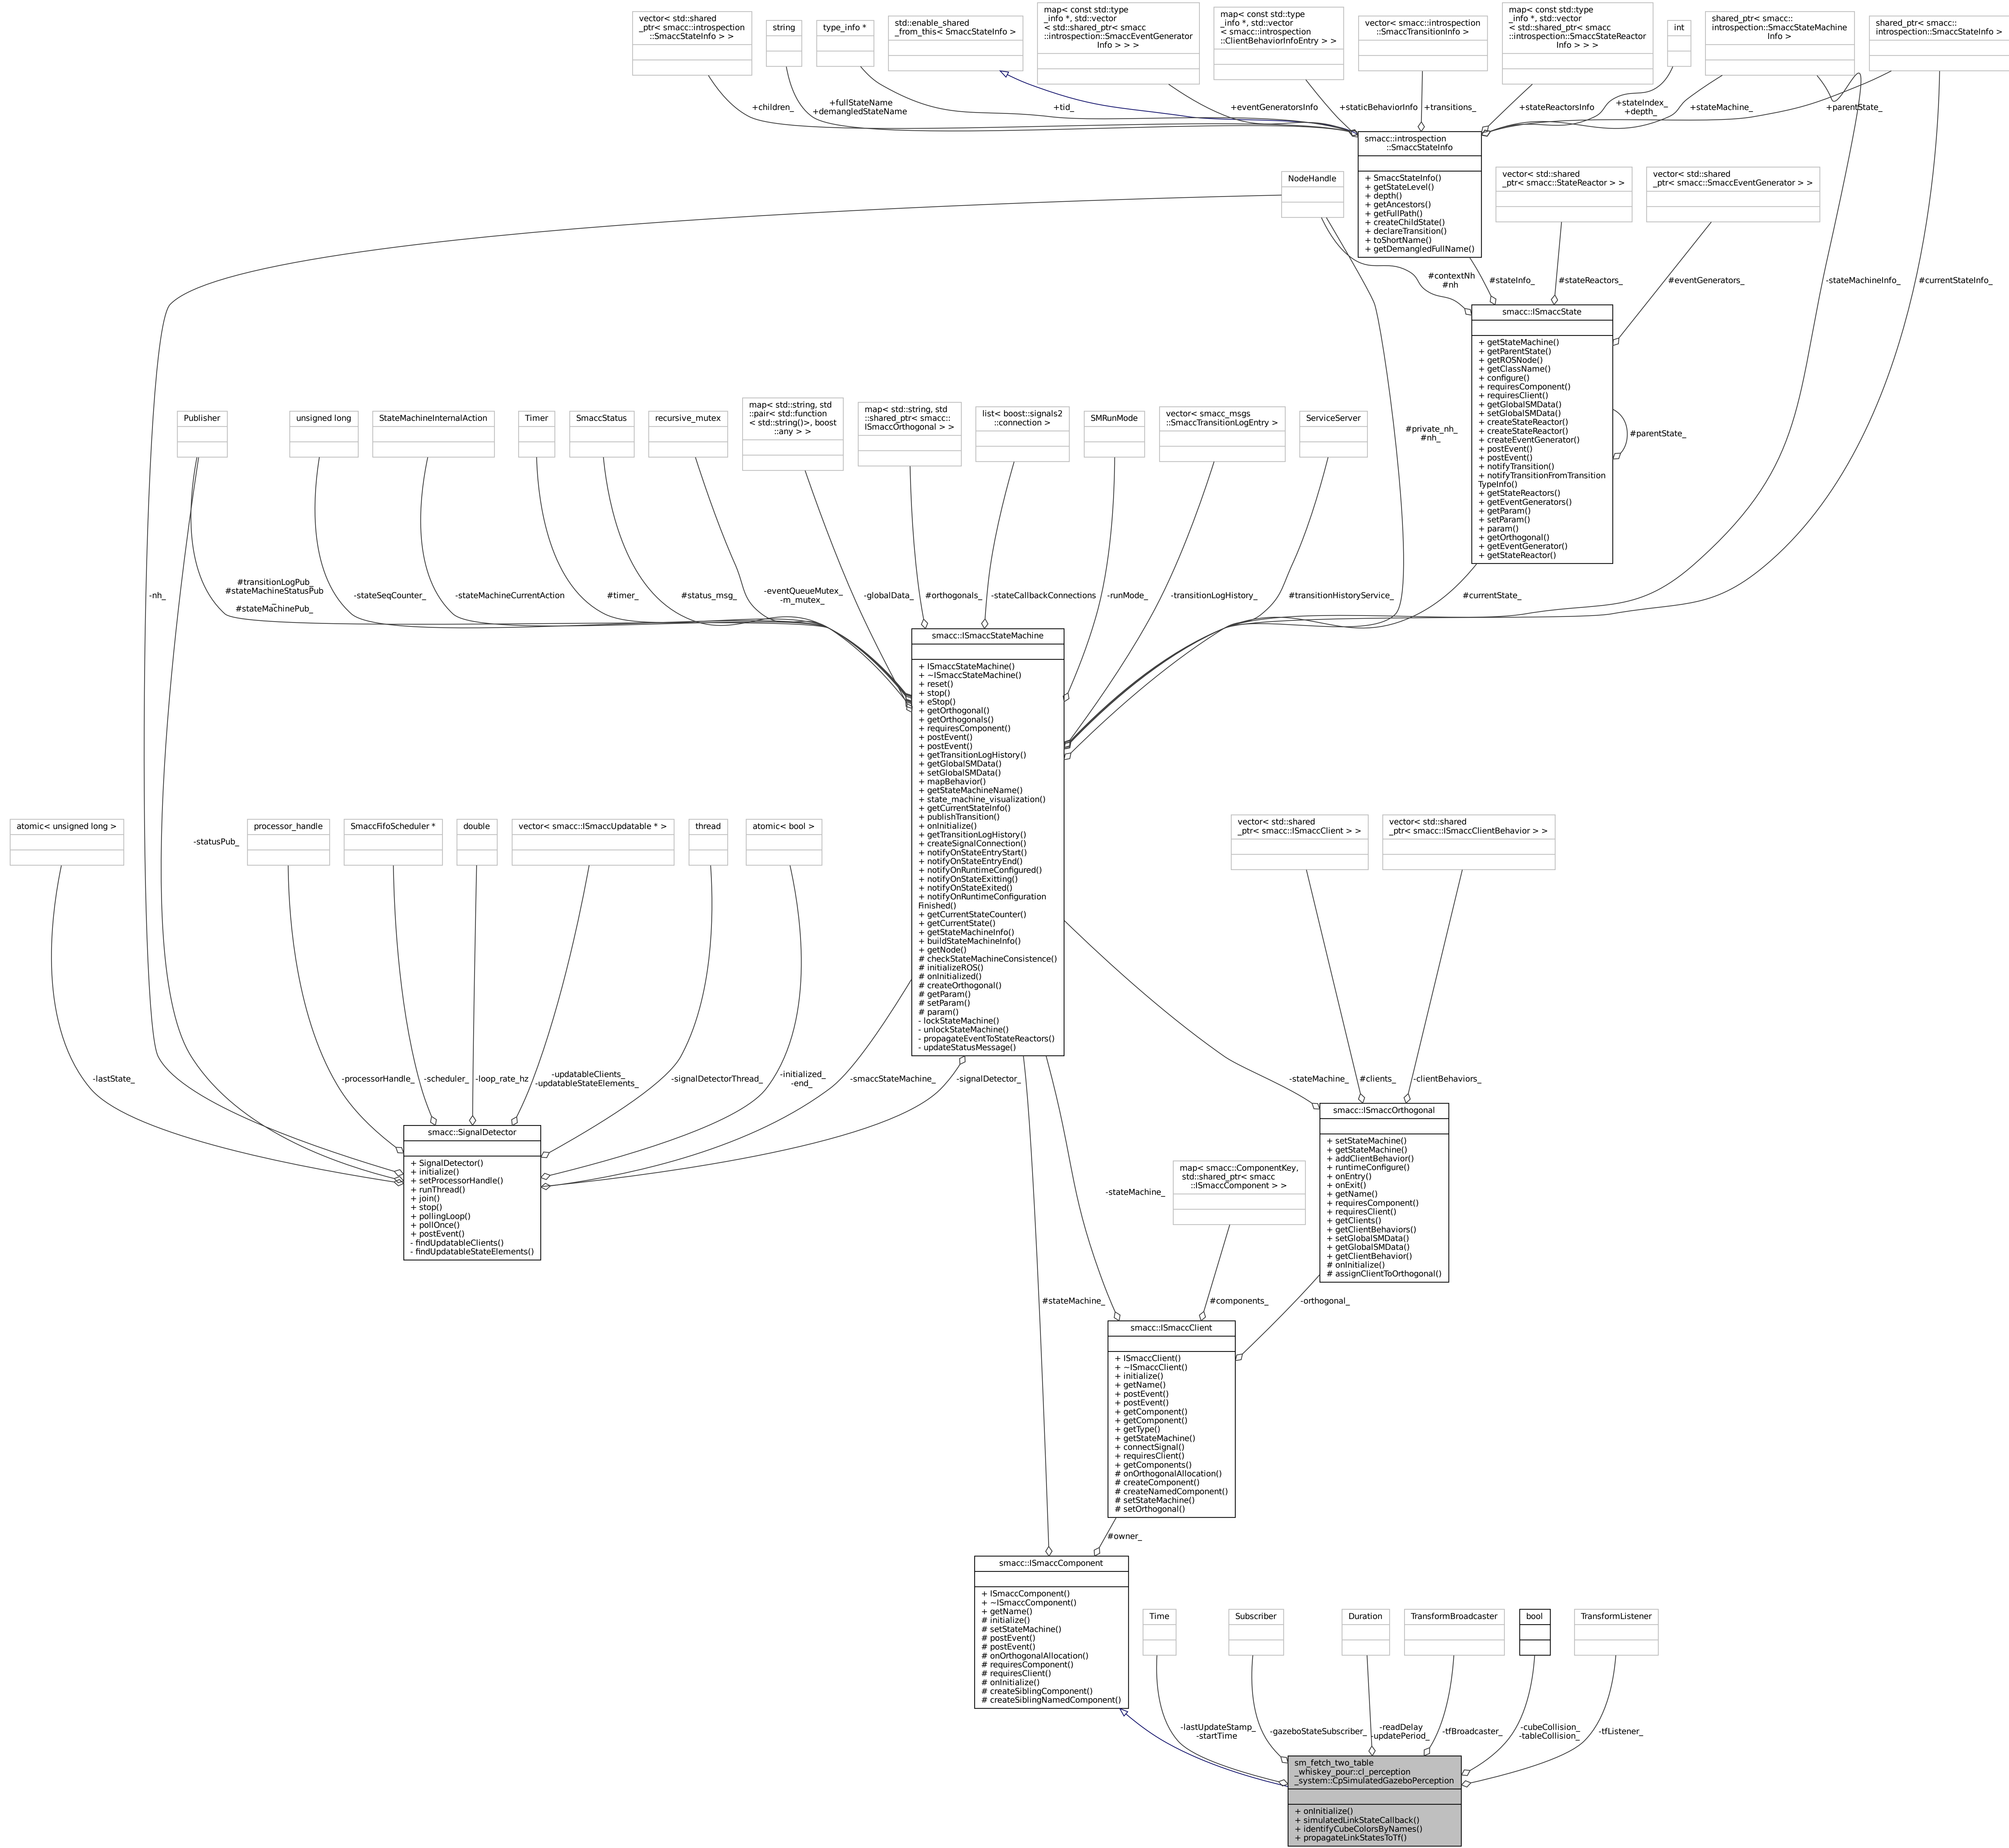 vector< std::shared
_ptr< smacc::introspection
::SmaccStateInfo > >
string
type_info *
std::enable_shared
_from_this< SmaccStateInfo >
map< const std::type
_info *, std::vector
< std::shared_ptr< smacc
::introspection::SmaccEventGenerator
Info > > >
map< const std::type
_info *, std::vector
< smacc::introspection
::ClientBehaviorInfoEntry > >
vector< smacc::introspection
::SmaccTransitionInfo >
map< const std::type
_info *, std::vector
< std::shared_ptr< smacc
::introspection::SmaccStateReactor
Info > > >
int
shared_ptr< smacc::
introspection::SmaccStateMachine
Info >
shared_ptr< smacc::
introspection::SmaccStateInfo >
+children_
+fullStateName
+demangledStateName
+tid_
+eventGeneratorsInfo
+staticBehaviorInfo
+transitions_
+stateReactorsInfo
+stateIndex_
+depth_
+stateMachine_
+parentState_
smacc::introspection
::SmaccStateInfo
+ SmaccStateInfo()
+ getStateLevel()
+ depth()
+ getAncestors()
+ getFullPath()
+ createChildState()
+ declareTransition()
+ toShortName()
+ getDemangledFullName()
NodeHandle
vector< std::shared
_ptr< smacc::StateReactor > >
vector< std::shared
_ptr< smacc::SmaccEventGenerator > >
#contextNh
#nh
#stateInfo_
#stateReactors_
#eventGenerators_
-stateMachineInfo_
#currentStateInfo_
smacc::ISmaccState
+ getStateMachine()
+ getParentState()
+ getROSNode()
+ getClassName()
+ configure()
+ requiresComponent()
+ requiresClient()
+ getGlobalSMData()
+ setGlobalSMData()
+ createStateReactor()
+ createStateReactor()
+ createEventGenerator()
+ postEvent()
+ postEvent()
+ notifyTransition()
+ notifyTransitionFromTransition
TypeInfo()
+ getStateReactors()
+ getEventGenerators()
+ getParam()
+ setParam()
+ param()
+ getOrthogonal()
+ getEventGenerator()
+ getStateReactor()
#parentState_
Publisher
unsigned long
StateMachineInternalAction
Timer
SmaccStatus
recursive_mutex
map< std::string, std
::pair< std::function
< std::string()>, boost
::any > >
map< std::string, std
::shared_ptr< smacc::
ISmaccOrthogonal > >
list< boost::signals2
::connection >
SMRunMode
vector< smacc_msgs
::SmaccTransitionLogEntry >
ServiceServer
#private_nh_
#nh_
-nh_
#transitionLogPub_
#stateMachineStatusPub
_
#stateMachinePub_
-stateSeqCounter_
-stateMachineCurrentAction
#timer_
#status_msg_
-eventQueueMutex_
-m_mutex_
-globalData_
#orthogonals_
-stateCallbackConnections
-runMode_
-transitionLogHistory_
#transitionHistoryService_
#currentState_
smacc::ISmaccStateMachine
+ ISmaccStateMachine()
+ ~ISmaccStateMachine()
+ reset()
+ stop()
+ eStop()
+ getOrthogonal()
+ getOrthogonals()
+ requiresComponent()
+ postEvent()
+ postEvent()
+ getTransitionLogHistory()
+ getGlobalSMData()
+ setGlobalSMData()
+ mapBehavior()
+ getStateMachineName()
+ state_machine_visualization()
+ getCurrentStateInfo()
+ publishTransition()
+ onInitialize()
+ getTransitionLogHistory()
+ createSignalConnection()
+ notifyOnStateEntryStart()
+ notifyOnStateEntryEnd()
+ notifyOnRuntimeConfigured()
+ notifyOnStateExitting()
+ notifyOnStateExited()
+ notifyOnRuntimeConfiguration
Finished()
+ getCurrentStateCounter()
+ getCurrentState()
+ getStateMachineInfo()
+ buildStateMachineInfo()
+ getNode()
# checkStateMachineConsistence()
# initializeROS()
# onInitialized()
# createOrthogonal()
# getParam()
# setParam()
# param()
- lockStateMachine()
- unlockStateMachine()
- propagateEventToStateReactors()
- updateStatusMessage()
atomic< unsigned long >
-statusPub_
processor_handle
SmaccFifoScheduler *
double
vector< smacc::ISmaccUpdatable * >
thread
atomic< bool >
vector< std::shared
_ptr< smacc::ISmaccClient > >
vector< std::shared
_ptr< smacc::ISmaccClientBehavior > >
-lastState_
-processorHandle_
-scheduler_
-loop_rate_hz
-updatableClients_
-updatableStateElements_
-signalDetectorThread_
-initialized_
-end_
-smaccStateMachine_
-signalDetector_
-stateMachine_
#clients_
-clientBehaviors_
smacc::SignalDetector
+ SignalDetector()
+ initialize()
+ setProcessorHandle()
+ runThread()
+ join()
+ stop()
+ pollingLoop()
+ pollOnce()
+ postEvent()
- findUpdatableClients()
- findUpdatableStateElements()
smacc::ISmaccOrthogonal
+ setStateMachine()
+ getStateMachine()
+ addClientBehavior()
+ runtimeConfigure()
+ onEntry()
+ onExit()
+ getName()
+ requiresComponent()
+ requiresClient()
+ getClients()
+ getClientBehaviors()
+ setGlobalSMData()
+ getGlobalSMData()
+ getClientBehavior()
# onInitialize()
# assignClientToOrthogonal()
-stateMachine_
map< smacc::ComponentKey,
std::shared_ptr< smacc
::ISmaccComponent > >
#stateMachine_
#components_
-orthogonal_
smacc::ISmaccClient
+ ISmaccClient()
+ ~ISmaccClient()
+ initialize()
+ getName()
+ postEvent()
+ postEvent()
+ getComponent()
+ getComponent()
+ getType()
+ getStateMachine()
+ connectSignal()
+ requiresClient()
+ getComponents()
# onOrthogonalAllocation()
# createComponent()
# createNamedComponent()
# setStateMachine()
# setOrthogonal()
#owner_
smacc::ISmaccComponent
+ ISmaccComponent()
+ ~ISmaccComponent()
+ getName()
# initialize()
# setStateMachine()
# postEvent()
# postEvent()
# onOrthogonalAllocation()
# requiresComponent()
# requiresClient()
# onInitialize()
# createSiblingComponent()
# createSiblingNamedComponent()
Time
Subscriber
Duration
TransformBroadcaster
bool
TransformListener
-lastUpdateStamp_
-startTime
-gazeboStateSubscriber_
-readDelay
-updatePeriod_
-tfBroadcaster_
-cubeCollision_
-tableCollision_
-tfListener_
sm_fetch_two_table
_whiskey_pour::cl_perception
_system::CpSimulatedGazeboPerception
+ onInitialize()
+ simulatedLinkStateCallback()
+ identifyCubeColorsByNames()
+ propagateLinkStatesToTf()